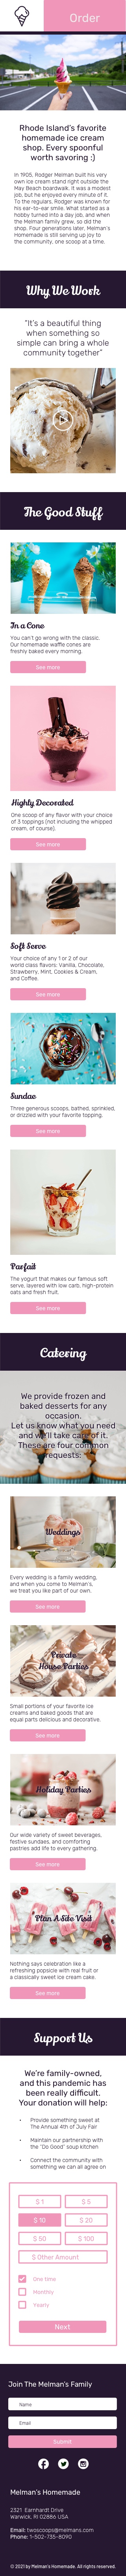 Order
Rhode Island's favorite
homemade ice cream
shop. Every spoonful
worth savoring :)
In 1905, Rodger Melman built his very
own ice cream stand right outside the
May Beach boardwalk. It was a modest
job, but he enjoyed every minute of it.
To the regulars, Rodger was known for
his ear-to-ear smile. What started as a
hobby turned into a day job, and when
the Melman family grew, so did the
shop. Four generations later, Melman's
Homemade is still serving up joy to
the community, one scoop at a time.
Why We Work
"It's a beautiful thing
when something so
simple can bring a whole
community together"
The Good Stuff
In a Cone
You can't go wrong with the classic.
Our homemade waffle cones are
freshly baked every morning.
See more
Highly Decorated
One scoop of any flavor with your choice
of 3 toppings (not including the whipped
cream, of course).
See more
Soft Serve
Your choice of any 1 or 2 of our
world class flavors: Vanilla, Chocolate,
Strawberry, Mint, Cookies & Cream,
and Coffee.
See more
Sundae
Three generous scoops, bathed, sprinkled,
or drizzled with your favorite topping.
See more
Parfait
The yogurt that makes our famous soft
serve, layered with low carb, high-protein
oats and fresh fruit.
See more
Catering
We provide frozen and
baked desserts for any
occasion.
Let us know what you need
and we'll take care of it.
These are four common
requests:
Weddings
Every wedding is a family wedding,
and when you come to Melman's,
we treat you like part of our own.
See more
Private
House Parties
Small portions of your favorite ice
creams and baked goods that are
equal parts delicious and decorative.
See more
Holiday Parties
Our wide variety of sweet beverages,
festive sundaes, and comforting
pastries add life to every gathering.
See more
Plan A Site Visit
Nothing says celebration like a
refreshing popsicle with real fruit or
a classically sweet ice cream cake.
See more
Support Us
We're family-owned,
and this pandemic has
been really difficult.
Your donation will help:
• Provide something sweet at
The Annual 4th of July Fair
• Maintain our partnership with
the "Do Good" soup kitchen
• Connect the community with
something we can all agree on
$ 1
$ 5
$ 10
$ 20
$ 50
$ 100
$ Other Amount
One time
Monthly
Yearly
Next
Join The Melman's Family
Name
Email
Submit
Melman's Homemade
2321 Earnhardt Drive
Warwick, RI 02886 USA
Email: twoscoops@melmans.com
Phone: 1-502-735-8090
© 2021 by Melman's Homemade. All rights reserved.